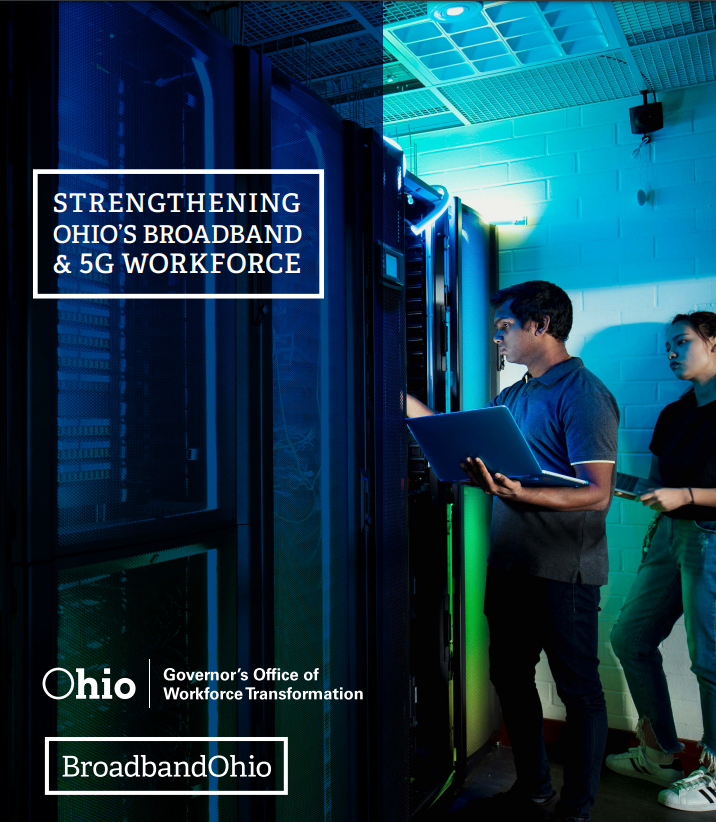 STRENGTHENING
OHIO'S BROADBAND
& 5G WORKFORCE
Ohio
Governor's Office of
Workforce Transformation
BroadbandOhio